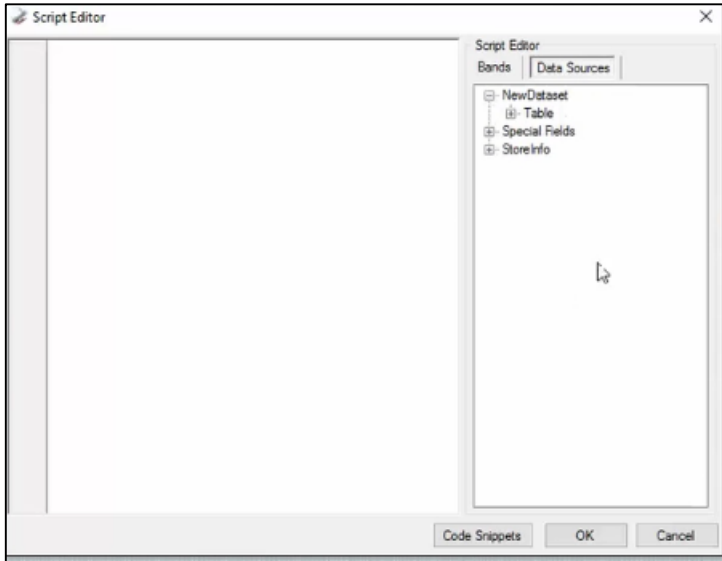 Script Editor
Script Editor
Bands Data Sources
NewDataset
Table
Special Fields
StoreInfo
Code Snippets OK Cancel